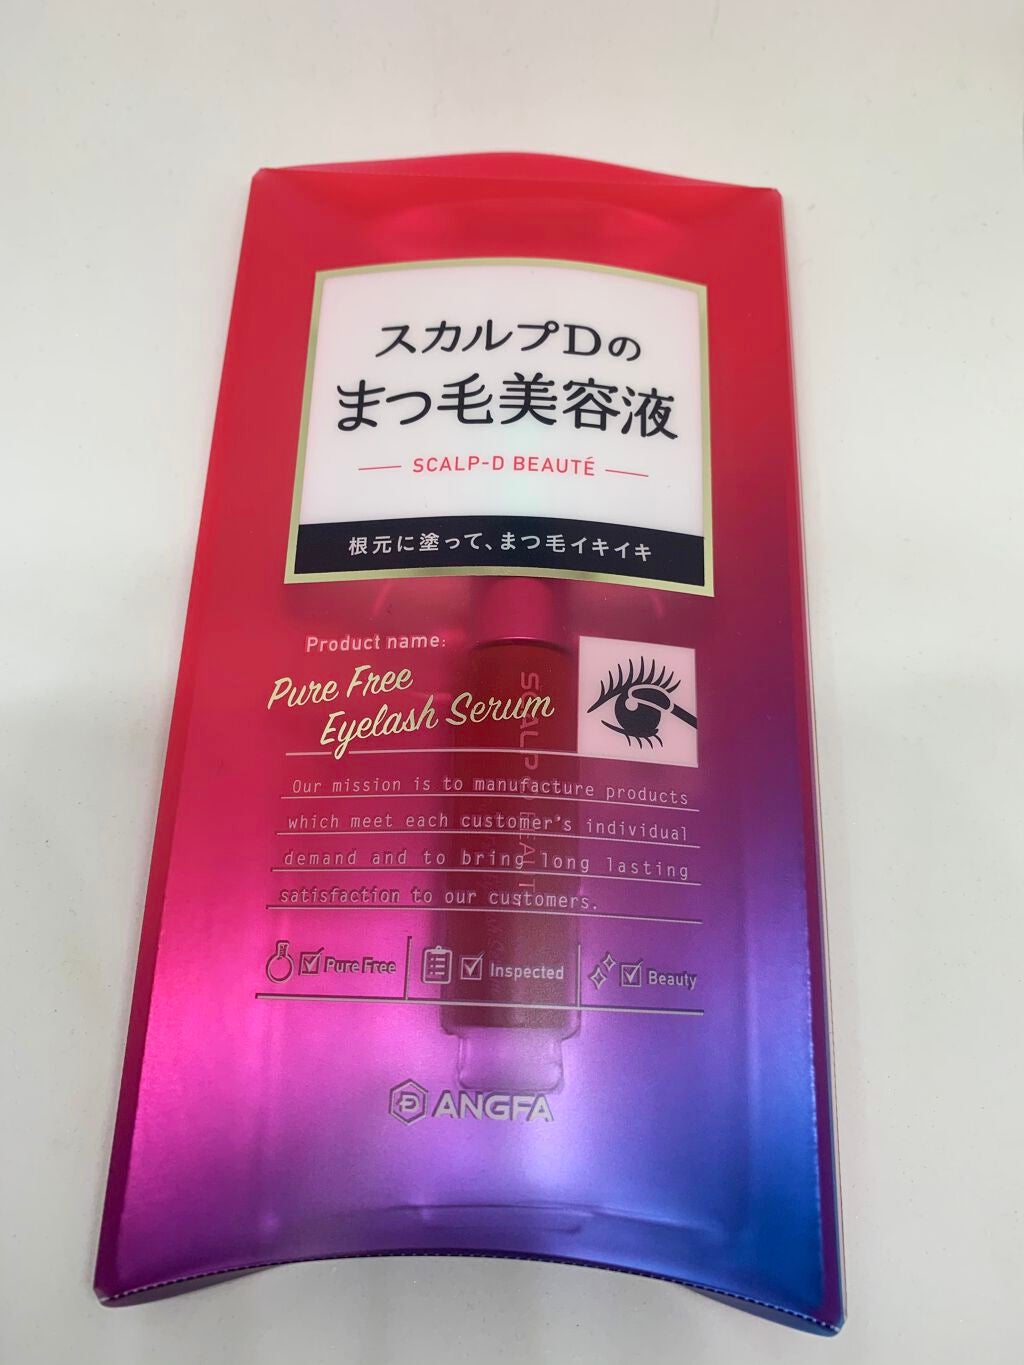 スカルプDの
まつ毛美容液
SCALP-D BEAUTÉ
根元に塗って、まつ毛イキイキ
Product name:
Pure Free
Eyelash Serum
Our mission is to manufacture products
which meet each customer's individual
demand and to bring long lasting
satisfaction to our customers.
Pure Free
Inspected
Beauty
ANGFA
SCALP-D BEAUT